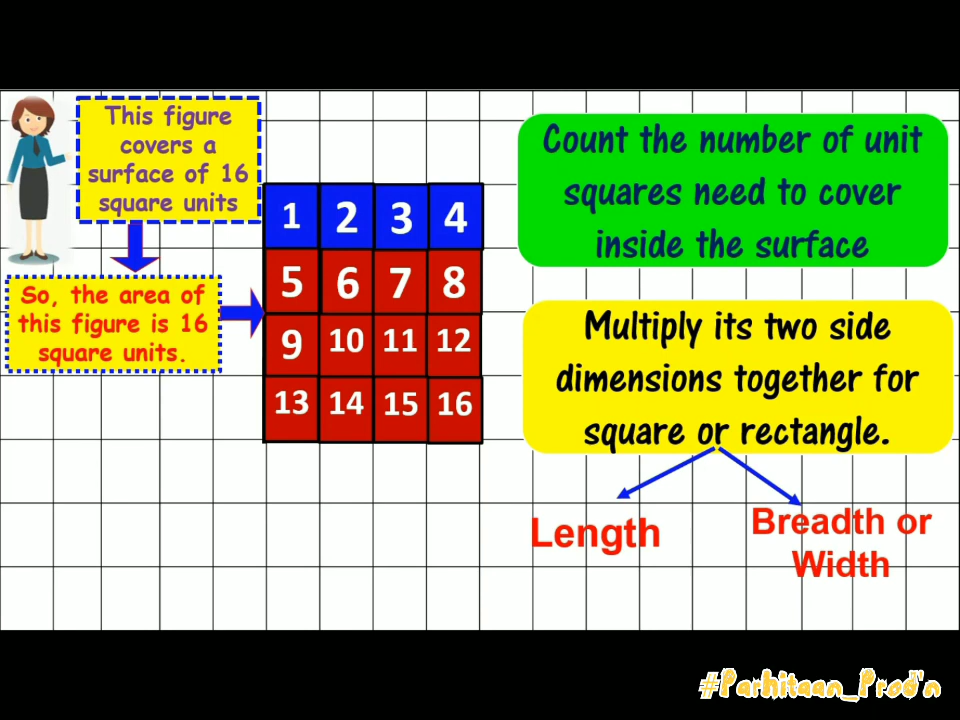 This figure
covers a
surface of 16
square units
So, the area of
this figure is 16
square units.
1 2 3 4
5 6 7 8
9 10 11 12
13 14 15 16
Count the number of unit
squares need to cover
inside the surface
Multiply its two side
dimensions together for
square or rectangle.
Length
Breadth or
Width
#Parhitaan_Prod'n